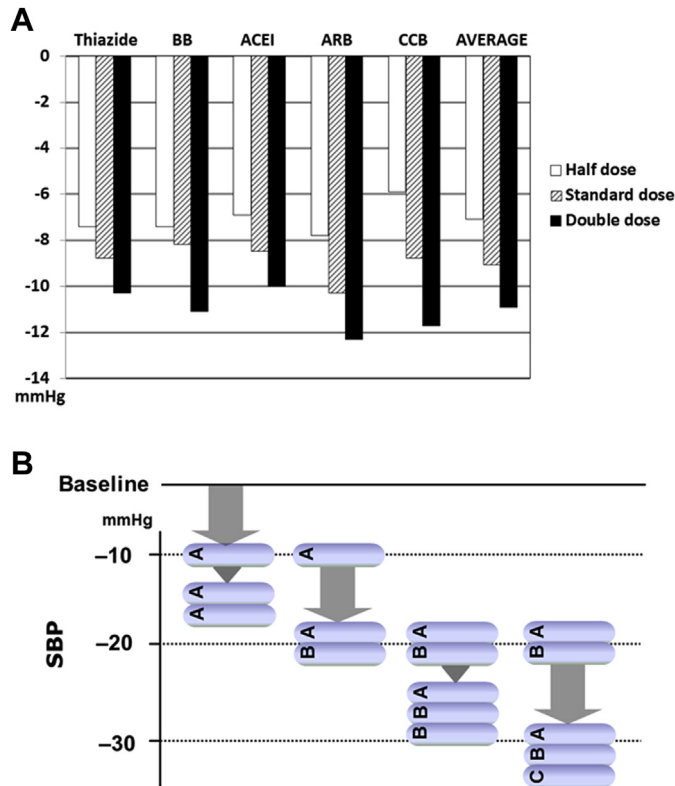 A
Thiazide BB ACEI ARB CCB AVERAGE
0
-2
-4
-6
-8
-10
-12
-14
mmHg
Half dose
Standard dose
Double dose
B
Baseline
mmHg
–10
–20
–30
SBP
A A
A
A
A A
B A B A B A
A
B
B
B A
C